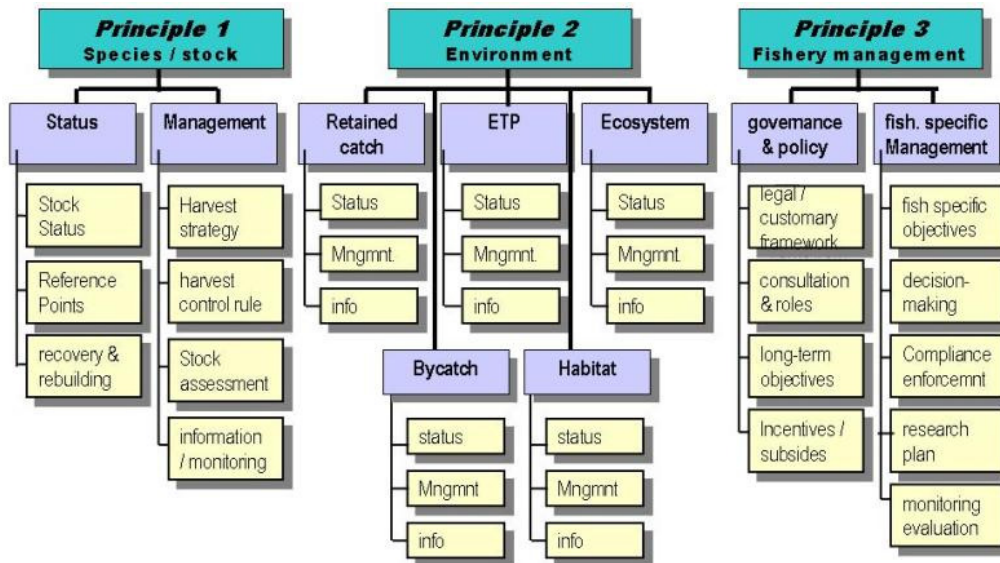 Principle 1
Species / stock
Status
Stock
Status
Reference
Points
recovery &
rebuilding
Management
Harvest
strategy
harvest
control rule
Stock
assessment
information
/ monitoring
Principle 2
Environment
Retained
catch
Status
Mngmnt.
info
ETP
Status
Mngmnt.
info
Ecosystem
Status
Mngmnt.
info
Bycatch
status
Mngmnt
info
Habitat
status
Mngmnt
info
Principle 3
Fishery management
governance
& policy
legal /
customary
framework
consultation
& roles
long-term
objectives
Incentives /
subsides
fish. specific
Management
fish specific
objectives
decision-
making
Compliance
enforcemnt
research
plan
monitoring
evaluation